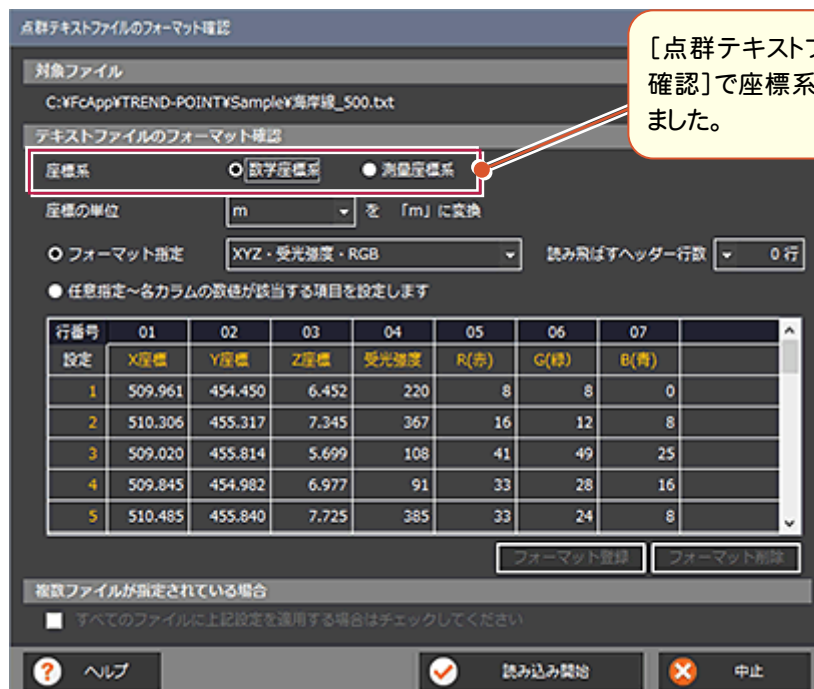 点群テキストファイルのフォーマット確認
[点群テキストフ
確認]で座標系
ました。
対象ファイル
C:¥FcApp¥TREND-POINT¥Sample¥海岸線_500.txt
テキストファイルのフォーマット確認
座標系 数学座標系 測量座標系
座標の単位 m を 「m」に変換
フォーマット指定 XYZ・受光強度・RGB 読み飛ばすヘッダー行数 0 行
任意指定~各カラムの数値が該当する項目を設定します
行番号 01 02 03 04 05 06 07
設定 X座標 Y座標 Z座標 受光強度 R(赤) G(緑) B(青)
1 509.961 454.450 6.452 220 8 8 0
2 510.306 455.317 7.345 367 16 12 8
3 509.020 455.814 5.699 108 41 49 25
4 509.845 454.982 6.977 91 33 28 16
5 510.485 455.840 7.725 385 33 24 8
フォーマット登録 フォーマット削除
複数ファイルが指定されている場合
すべてのファイルに上記設定を適用する場合はチェックしてください
? ヘルプ 読み込み開始 中止